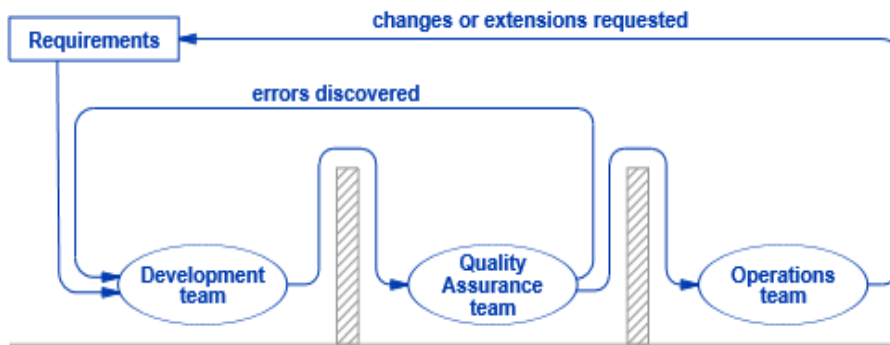 changes or extensions requested
Requirements
errors discovered
Development
team
Quality
Assurance
team
Operations
team